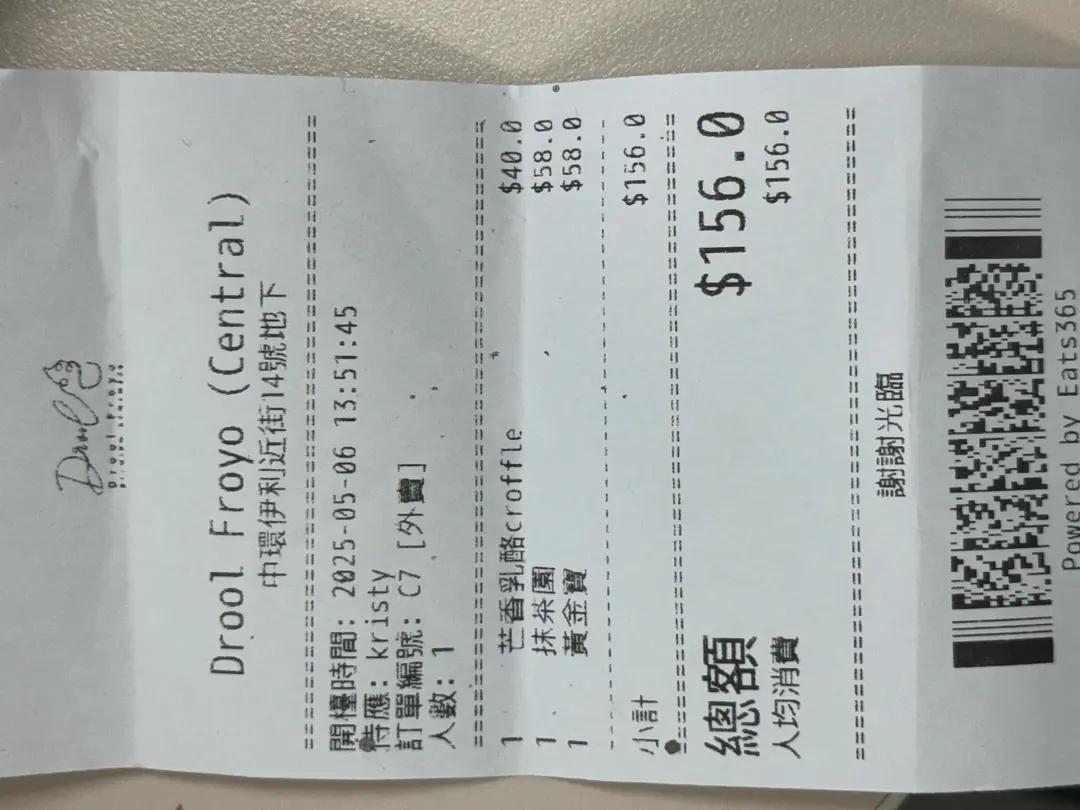 Drool
Drool Froyo
Drool Froyo (Central)
中環伊利近街14號地下
開檯時間: 2025-05-06 13:51:45
待應: kristy
訂單編號: C7 [外賣]
人數: 1
1 芒香乳酪croffle $40.0
1 抹茶園 $58.0
1 黃金寶 $58.0
小計 $156.0
總額 $156.0
人均消費 $156.0
謝謝光臨
Powered by Eats365